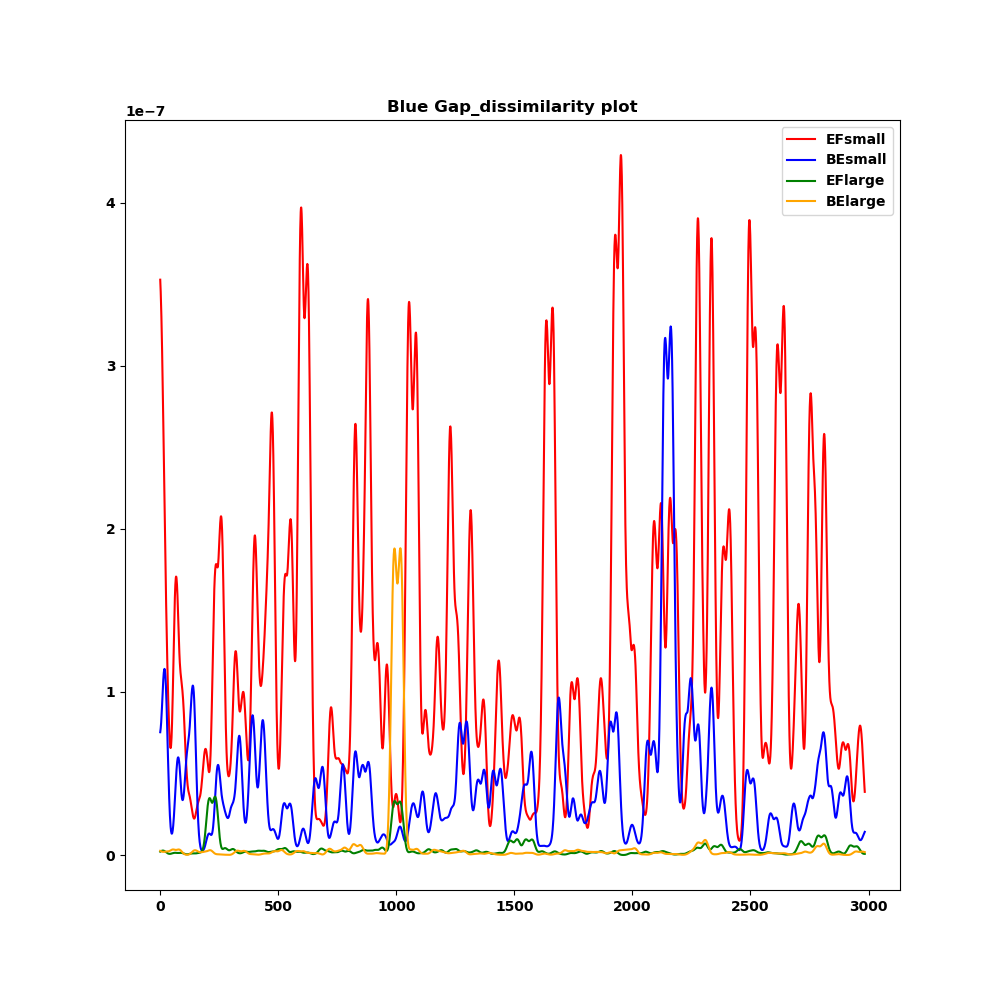 Blue Gap_dissimilarity plot
1e−7
EFsmall
BEsmall
EFlarge
BElarge
4
3
2
1
0
0 500 1000 1500 2000 2500 3000